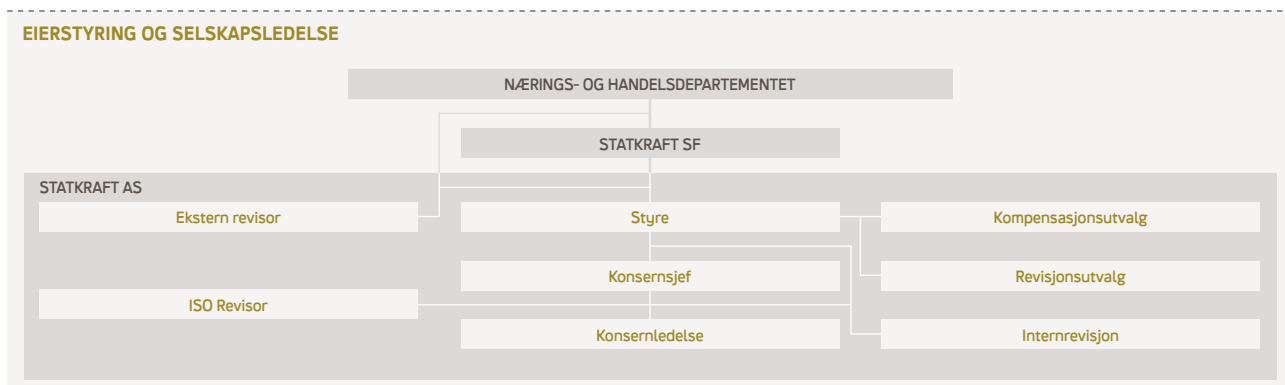 EIERSTYRING OG SELSKAPSLEDELSE
NÆRINGS- OG HANDELSDEPARTEMENTET
STATKRAFT SF
STATKRAFT AS
Ekstern revisor
Styre
Kompensasjonsutvalg
Konsernsjef
Revisjonsutvalg
ISO Revisor
Konsernledelse
Internrevisjon